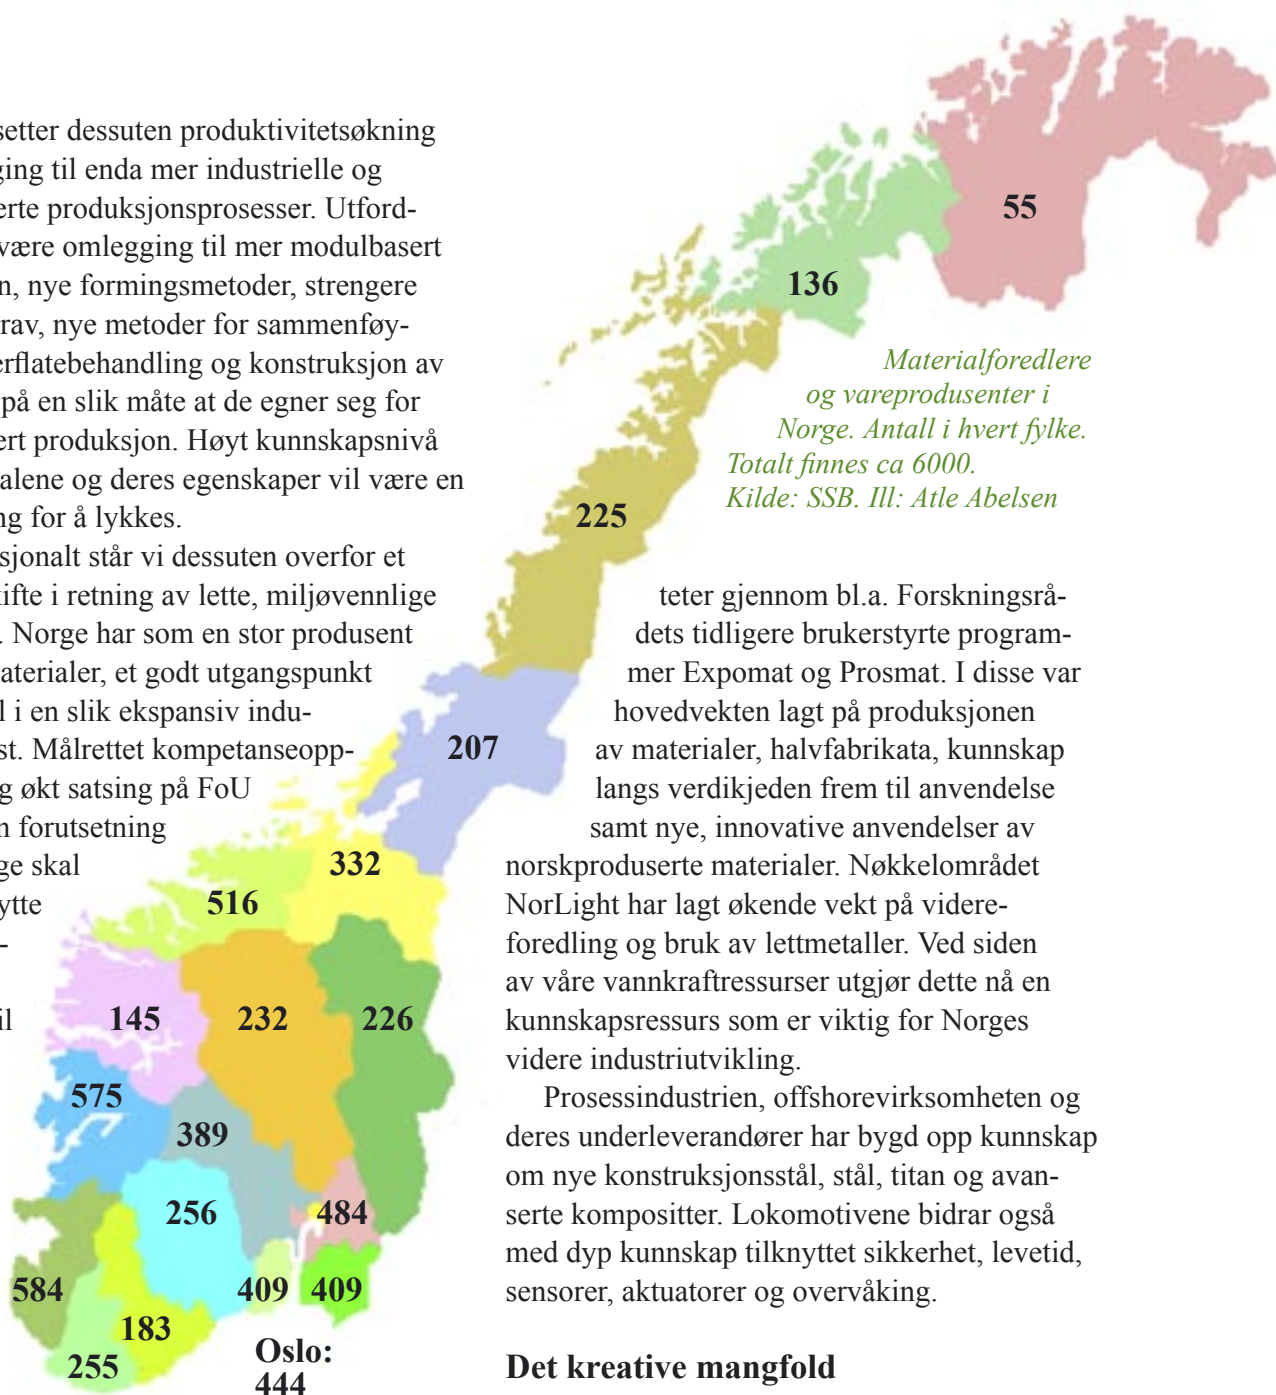 setter dessuten produktivitetsøkning
ging til enda mer industrielle og
erte produksjonsprosesser. Utford-
være omlegging til mer modulbasert
n, nye formingsmetoder, strengere
rav, nye metoder for sammenføy-
erflatebehandling og konstruksjon av
på en slik måte at de egner seg for
ert produksjon. Høyt kunnskapsnivå
alene og deres egenskaper vil være en
ng for å lykkes.
sjonalt står vi dessuten overfor et
kifte i retning av lette, miljøvennlige
. Norge har som en stor produsent
naterialer, et godt utgangspunkt
l i en slik ekspansiv indu-
st. Målrettet kompetanseopp-
g økt satsing på FoU
n forutsetning
ge skal
ytte
-
il
55
136
225
207
332
516
145
232
226
575
389
256
484
584
409
409
183
255
Oslo:
444
Materialforedlere
og vareprodusenter i
Norge. Antall i hvert fylke.
Totalt finnes ca 6000.
Kilde: SSB. Ill: Atle Abelsen
teter gjennom bl.a. Forskningsrå-
dets tidligere brukerstyrte program-
mer Expomat og Prosmat. I disse var
hovedvekten lagt på produksjonen
av materialer, halvfabrikata, kunnskap
langs verdikjeden frem til anvendelse
samt nye, innovative anvendelser av
norskproduserte materialer. Nøkkelområdet
NorLight har lagt økende vekt på videre-
foredling og bruk av lettmetaller. Ved siden
av våre vannkraftressurser utgjør dette nå en
kunnskapsressurs som er viktig for Norges
videre industriutvikling.
Prosessindustrien, offshorevirksomheten og
deres underleverandører har bygd opp kunnskap
om nye konstruksjonsstål, stål, titan og avan-
serte kompositter. Lokomotivene bidrar også
med dyp kunnskap tilknyttet sikkerhet, levetid,
sensorer, aktuatorer og overvåking.
Det kreative mangfold